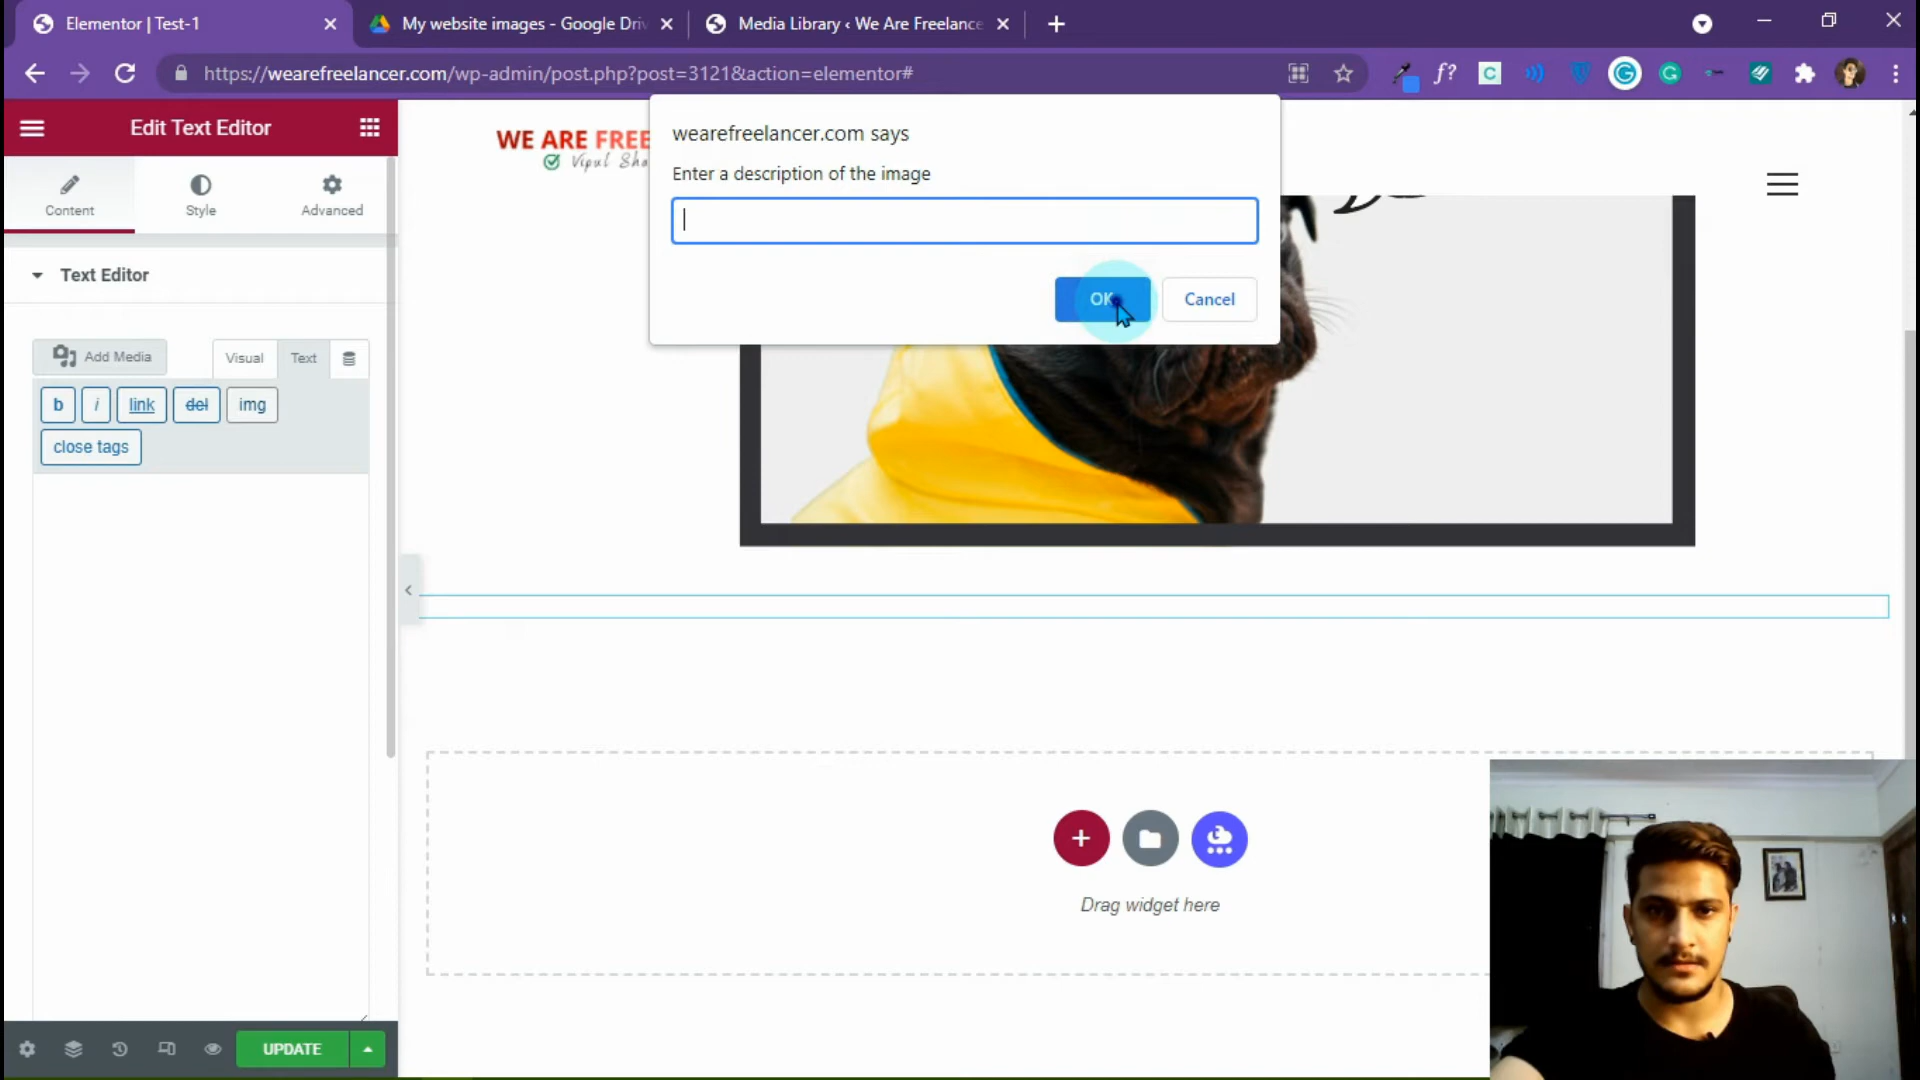 Elementor | Test-1
My website images - Google Driv
Media Library ‹ We Are Freelance
https://wearefreelancer.com/wp-admin/post.php?post=3121&action=elementor#
Edit Text Editor
WE ARE FREE
Vipul Sha
wearefreelancer.com says
Enter a description of the image
OK
Cancel
Content
Style
Advanced
Text Editor
Add Media
Visual
Text
b
i
link
del
img
close tags
Drag widget here
UPDATE